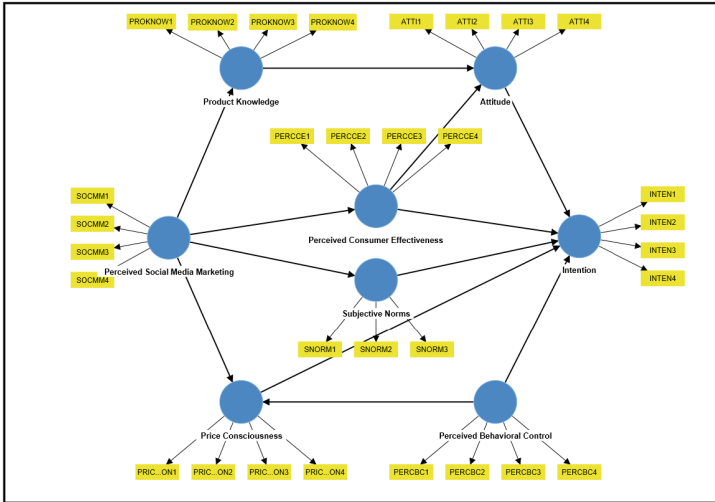 PROKNOW1
PROKNOW2
PROKNOW3
PROKNOW4
ATTI1
ATTI2
ATTI3
ATTI4
Product Knowledge
Attitude
PERCCE1
PERCCE2
PERCCE3
PERCCE4
SOCMM1
SOCMM2
SOCMM3
SOCMM4
Perceived Social Media Marketing
Perceived Consumer Effectiveness
INTEN1
INTEN2
INTEN3
INTEN4
Intention
Subjective Norms
SNORM1
SNORM2
SNORM3
Price Consciousness
Perceived Behavioral Control
PRIC...ON1
PRIC...ON2
PRIC...ON3
PRIC...ON4
PERCBC1
PERCBC2
PERCBC3
PERCBC4